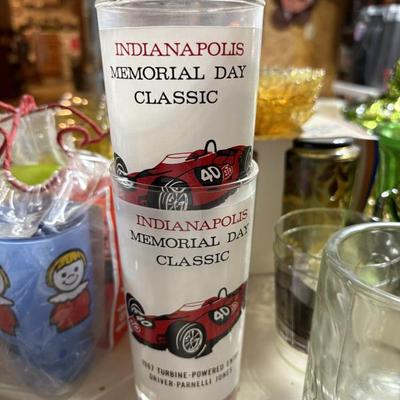 INDIANAPOLIS
MEMORIAL DAY
CLASSIC
40
INDIANAPOLIS
MEMORIAL DAY
CLASSIC
40
1967 TURBINE-POWERED
DRIVER-PARNELLI JONES